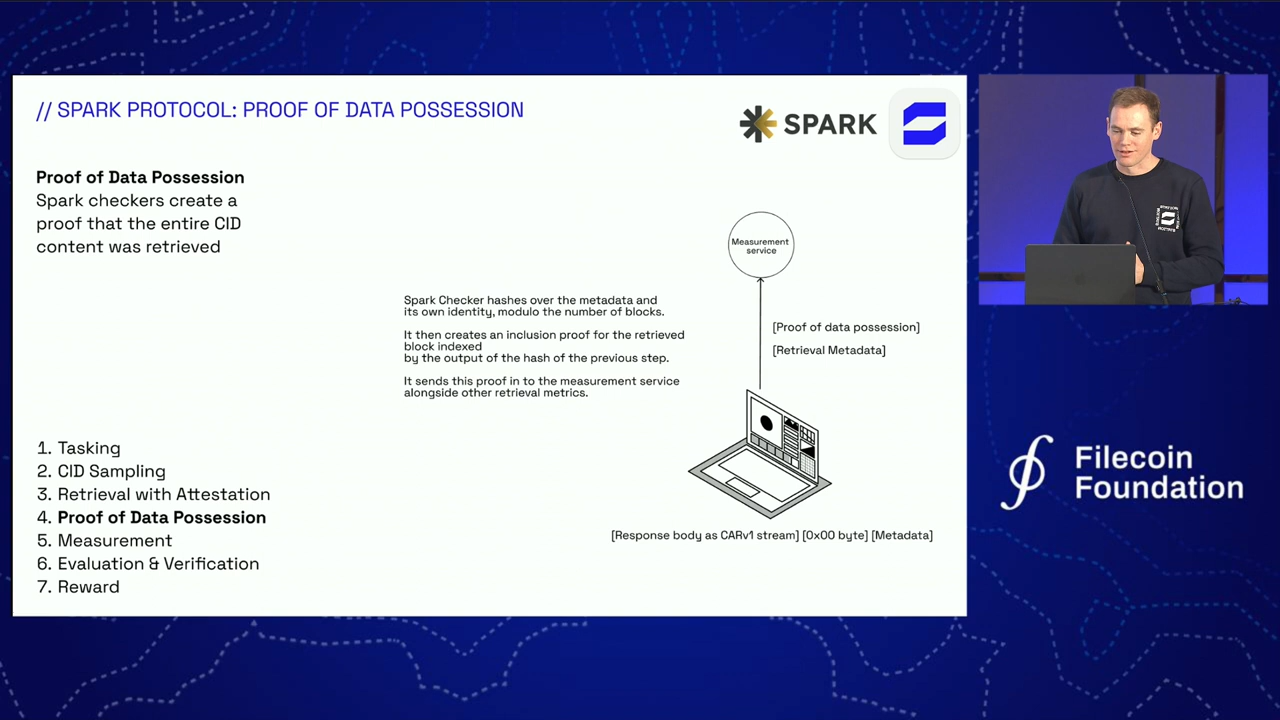 // SPARK PROTOCOL: PROOF OF DATA POSSESSION
SPARK
Proof of Data Possession
Spark checkers create a
proof that the entire CID
content was retrieved
Measurement
service
Spark Checker hashes over the metadata and
its own identity, modulo the number of blocks.
It then creates an inclusion proof for the retrieved
block indexed
by the output of the hash of the previous step.
It sends this proof in to the measurement service
alongside other retrieval metrics.
[Proof of data possession]
[Retrieval Metadata]
1. Tasking
2. CID Sampling
3. Retrieval with Attestation
4. Proof of Data Possession
5. Measurement
6. Evaluation & Verification
7. Reward
[Response body as CARv1 stream] [0x00 byte] [Metadata]
Filecoin
Foundation